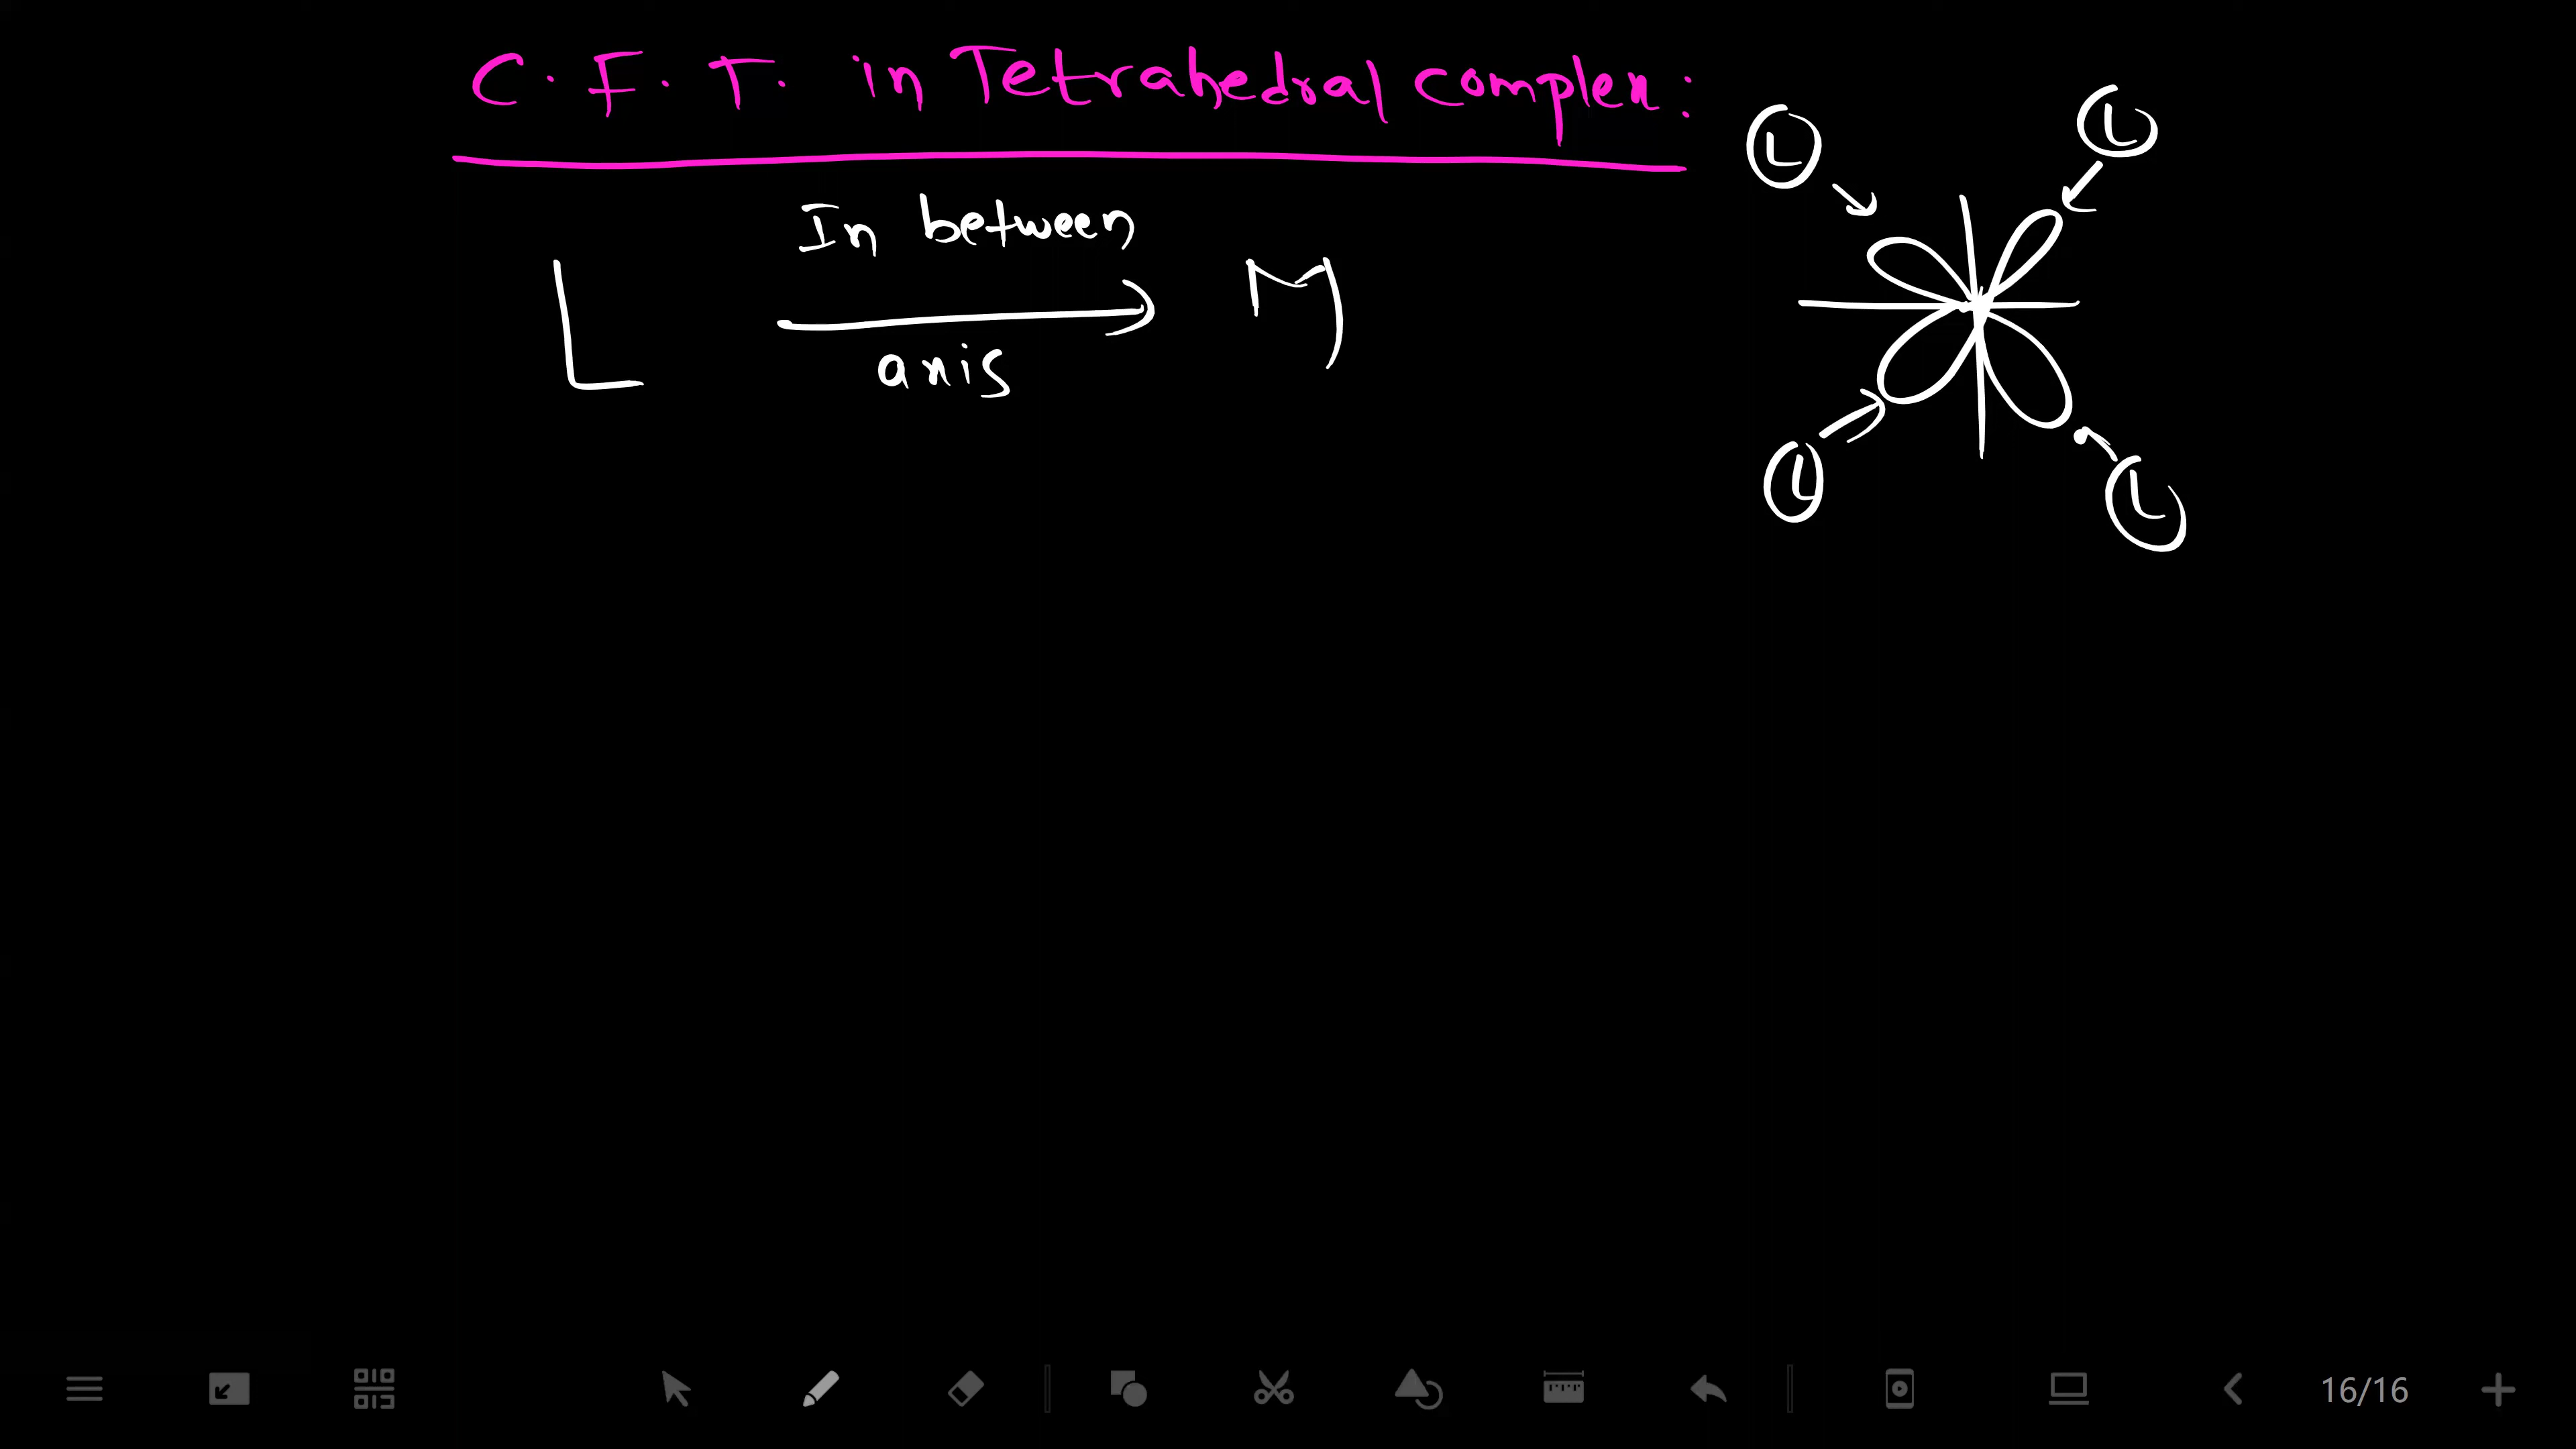 C. F. T. in Tetrahedral complex:
In between
L → M
axis
L
L
L
L
16/16